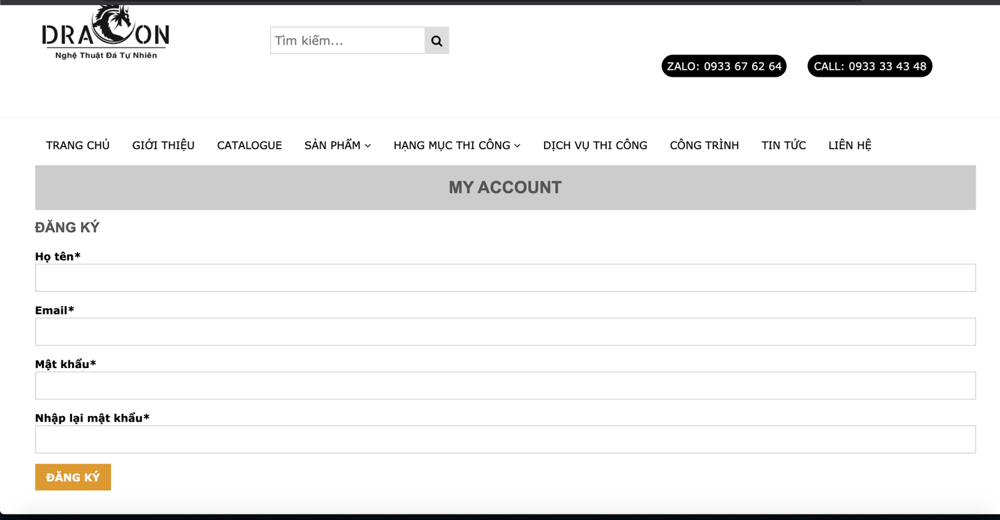 DRAGON
Nghệ Thuật Đá Tự Nhiên
Tìm kiếm...
ZALO: 0933 67 62 64 CALL: 0933 33 43 48
TRANG CHỦ GIỚI THIỆU CATALOGUE SẢN PHẨM HẠNG MỤC THI CÔNG DỊCH VỤ THI CÔNG CÔNG TRÌNH TIN TỨC LIÊN HỆ
MY ACCOUNT
ĐĂNG KÝ
Họ tên*
Email*
Mật khẩu*
Nhập lại mật khẩu*
ĐĂNG KÝ